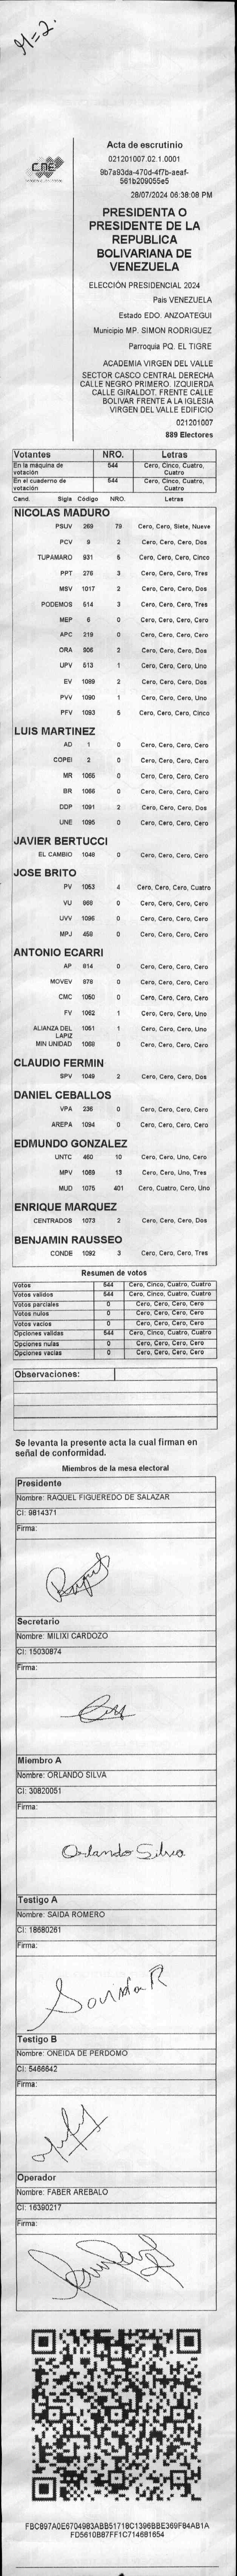 M=2.
CNE
Acta de escrutinio
021201007.02.1.0001
9b7a93da-470d-4f7b-aeaf-
561b209055e5
28/07/2024 06:38:08 PM
PRESIDENTA O
PRESIDENTE DE LA
REPUBLICA
BOLIVARIANA DE
VENEZUELA
ELECCIÓN PRESIDENCIAL 2024
Pais VENEZUELA
Estado EDO. ANZOATEGUI
Municipio MP. SIMON RODRIGUEZ
Parroquia PQ. EL TIGRE
ACADEMIA VIRGEN DEL VALLE
SECTOR CASCO CENTRAL DERECHA
CALLE NEGRO PRIMERO. IZQUIERDA
CALLE GIRALDOT. FRENTE CALLE
BOLIVAR FRENTE A LA IGLESIA
VIRGEN DEL VALLE EDIFICIO
021201007
889 Electores
Votantes NRO. Letras
En la máquina de votación 544 Cero, Cinco, Cuatro, Cuatro
En el cuaderno de votación 544 Cero, Cinco, Cuatro, Cuatro
Cand. Sigla Código NRO. Letras
NICOLAS MADURO
PSUV 269 79 Cero, Cero, Siete, Nueve
PCV 9 2 Cero, Cero, Cero, Dos
TUPAMARO 931 5 Cero, Cero, Cero, Cinco
PPT 276 3 Cero, Cero, Cero, Tres
MSV 1017 2 Cero, Cero, Cero, Dos
PODEMOS 514 3 Cero, Cero, Cero, Tres
MEP 6 0 Cero, Cero, Cero, Cero
APC 219 0 Cero, Cero, Cero, Cero
ORA 906 2 Cero, Cero, Cero, Dos
UPV 513 1 Cero, Cero, Cero, Uno
EV 1089 2 Cero, Cero, Cero, Dos
PVV 1090 1 Cero, Cero, Cero, Uno
PFV 1093 5 Cero, Cero, Cero, Cinco
LUIS MARTINEZ
AD 1 0 Cero, Cero, Cero, Cero
COPEI 2 0 Cero, Cero, Cero, Cero
MR 1065 0 Cero, Cero, Cero, Cero
BR 1066 0 Cero, Cero, Cero, Cero
DDP 1091 2 Cero, Cero, Cero, Dos
UNE 1095 0 Cero, Cero, Cero, Cero
JAVIER BERTUCCI
EL CAMBIO 1048 0 Cero, Cero, Cero, Cero
JOSE BRITO
PV 1053 4 Cero, Cero, Cero, Cuatro
VU 868 0 Cero, Cero, Cero, Cero
UVV 1096 0 Cero, Cero, Cero, Cero
MPJ 458 0 Cero, Cero, Cero, Cero
ANTONIO ECARRI
AP 814 0 Cero, Cero, Cero, Cero
MOVEV 878 0 Cero, Cero, Cero, Cero
CMC 1050 0 Cero, Cero, Cero, Cero
FV 1062 1 Cero, Cero, Cero, Uno
ALIANZA DEL LAPIZ 1051 1 Cero, Cero, Cero, Uno
MIN UNIDAD 1068 0 Cero, Cero, Cero, Cero
CLAUDIO FERMIN
SPV 1049 2 Cero, Cero, Cero, Dos
DANIEL CEBALLOS
VPA 236 0 Cero, Cero, Cero, Cero
AREPA 1094 0 Cero, Cero, Cero, Cero
EDMUNDO GONZALEZ
UNTC 460 10 Cero, Cero, Uno, Cero
MPV 1069 13 Cero, Cero, Uno, Tres
MUD 1075 401 Cero, Cuatro, Cero, Uno
ENRIQUE MARQUEZ
CENTRADOS 1073 2 Cero, Cero, Cero, Dos
BENJAMIN RAUSSEO
CONDE 1092 3 Cero, Cero, Cero, Tres
Resumen de votos
Votos 544 Cero, Cinco, Cuatro, Cuatro
Votos validos 544 Cero, Cinco, Cuatro, Cuatro
Votos parciales 0 Cero, Cero, Cero, Cero
Votos nulos 0 Cero, Cero, Cero, Cero
Votos vacios 0 Cero, Cero, Cero, Cero
Opciones validas 544 Cero, Cinco, Cuatro, Cuatro
Opciones nulas 0 Cero, Cero, Cero, Cero
Opciones vacias 0 Cero, Cero, Cero, Cero
Observaciones:
Se levanta la presente acta la cual firman en
señal de conformidad.
Miembros de la mesa electoral
Presidente
Nombre: RAQUEL FIGUEREDO DE SALAZAR
CI: 9814371
Firma:
Raquel
Secretario
Nombre: MILIXI CARDOZO
CI: 15030874
Firma:
Miembro A
Nombre: ORLANDO SILVA
CI: 30820051
Firma:
Orlando Silva
Testigo A
Nombre: SAIDA ROMERO
CI: 18680261
Firma:
Testigo B
Nombre: ONEIDA DE PERDOMO
CI: 5466642
Firma:
Operador
Nombre: FABER AREBALO
CI: 16390217
Firma:
FBC897A0E6704983ABB51718C1396BBE369F84AB1A
FD5610B87FF1C714681654